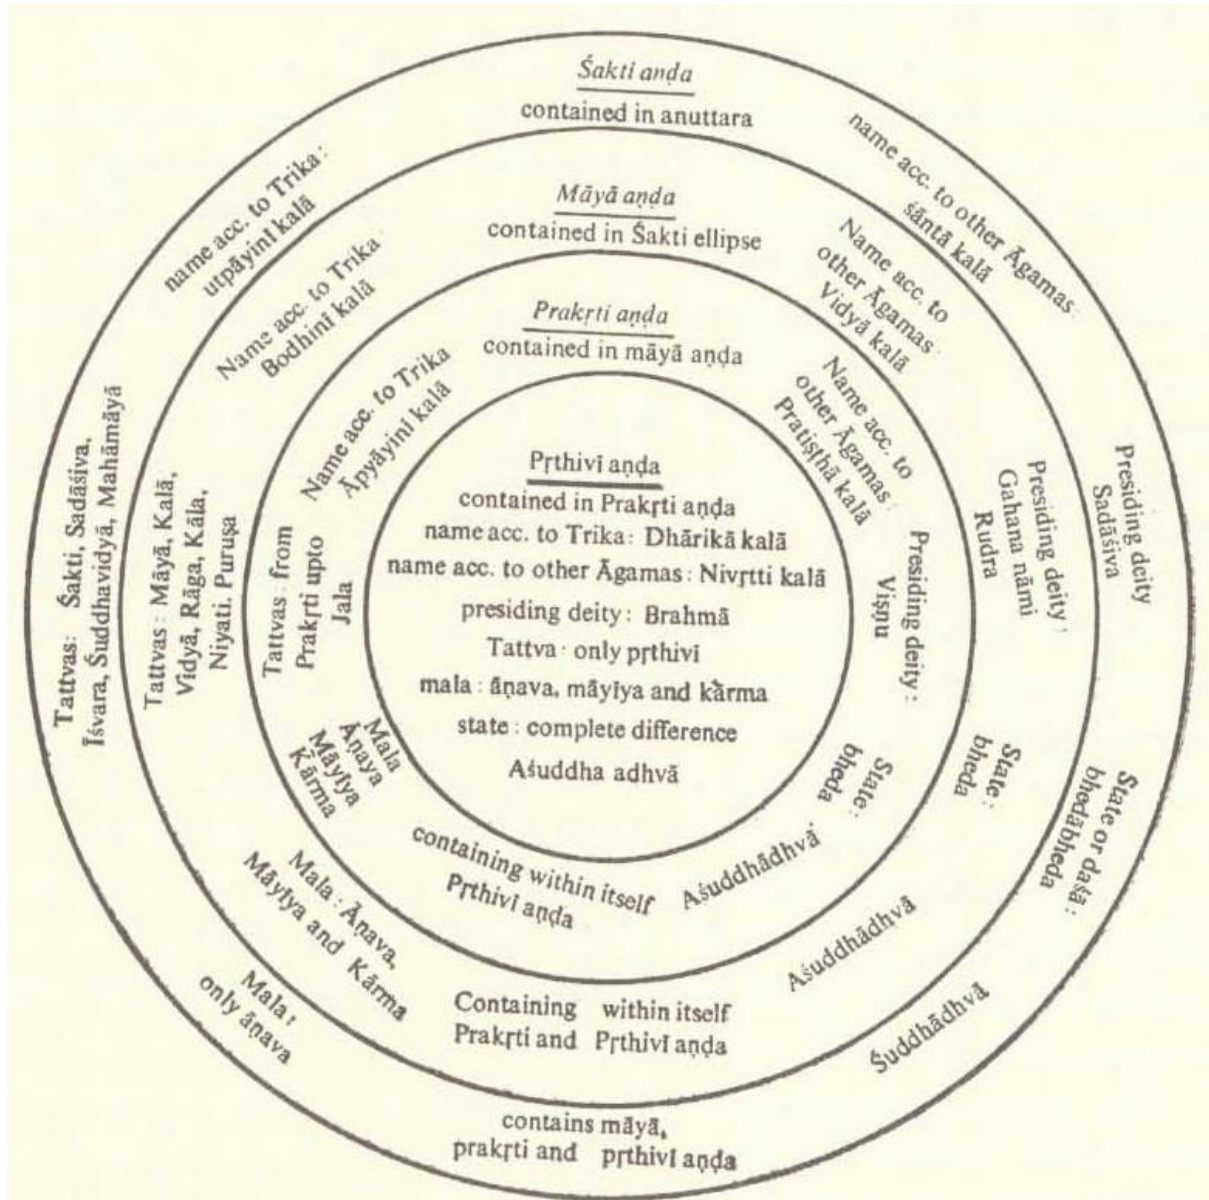 Śakti aṇḍa
contained in anuttara
name acc. to Trika:
utpāyinī kalā
name acc. to other Āgamas:
śāntā kalā
Tattvas: Śakti, Sadāśiva,
Īśvara, Śuddhavidyā, Mahāmāyā
Presiding deity
Sadāśiva
State or daśā:
bhedābheda
Mala:
only āṇava
Śuddhādhvā
contains māyā,
prakṛti and pṛthivī aṇḍa
Māyā aṇḍa
contained in Śakti ellipse
Name acc. to Trika
Bodhinī kalā
Name acc. to
other Āgamas
Vidyā kalā
Tattvas: Māyā, Kalā,
Vidyā, Rāga, Kāla,
Niyati. Puruṣa
Presiding deity
Gahana nāmi
Rudra
State:
bheda
Mala: Āṇava,
Māyīya and Kārma
Aśuddhādhvā
Containing within itself
Prakṛti and Pṛthivī aṇḍa
Prakṛti aṇḍa
contained in māyā aṇḍa
Name acc. to Trika
Āpyāyinī kalā
Name acc. to
other Āgamas:
Pratiṣṭhā kalā
Tattvas: from
Prakṛti upto
Jala
Presiding deity:
Viṣṇu
State:
bheda
Mala
Āṇaya
Māyīya
Kārma
Aśuddhādhvā
containing within itself
Pṛthivī aṇḍa
Pṛthivī aṇḍa
contained in Prakṛti aṇḍa
name acc. to Trika: Dhārikā kalā
name acc. to other Āgamas: Nivṛtti kalā
presiding deity: Brahmā
Tattva: only pṛthivī
mala: āṇava, māyīya and kārma
state: complete difference
Aśuddha adhvā